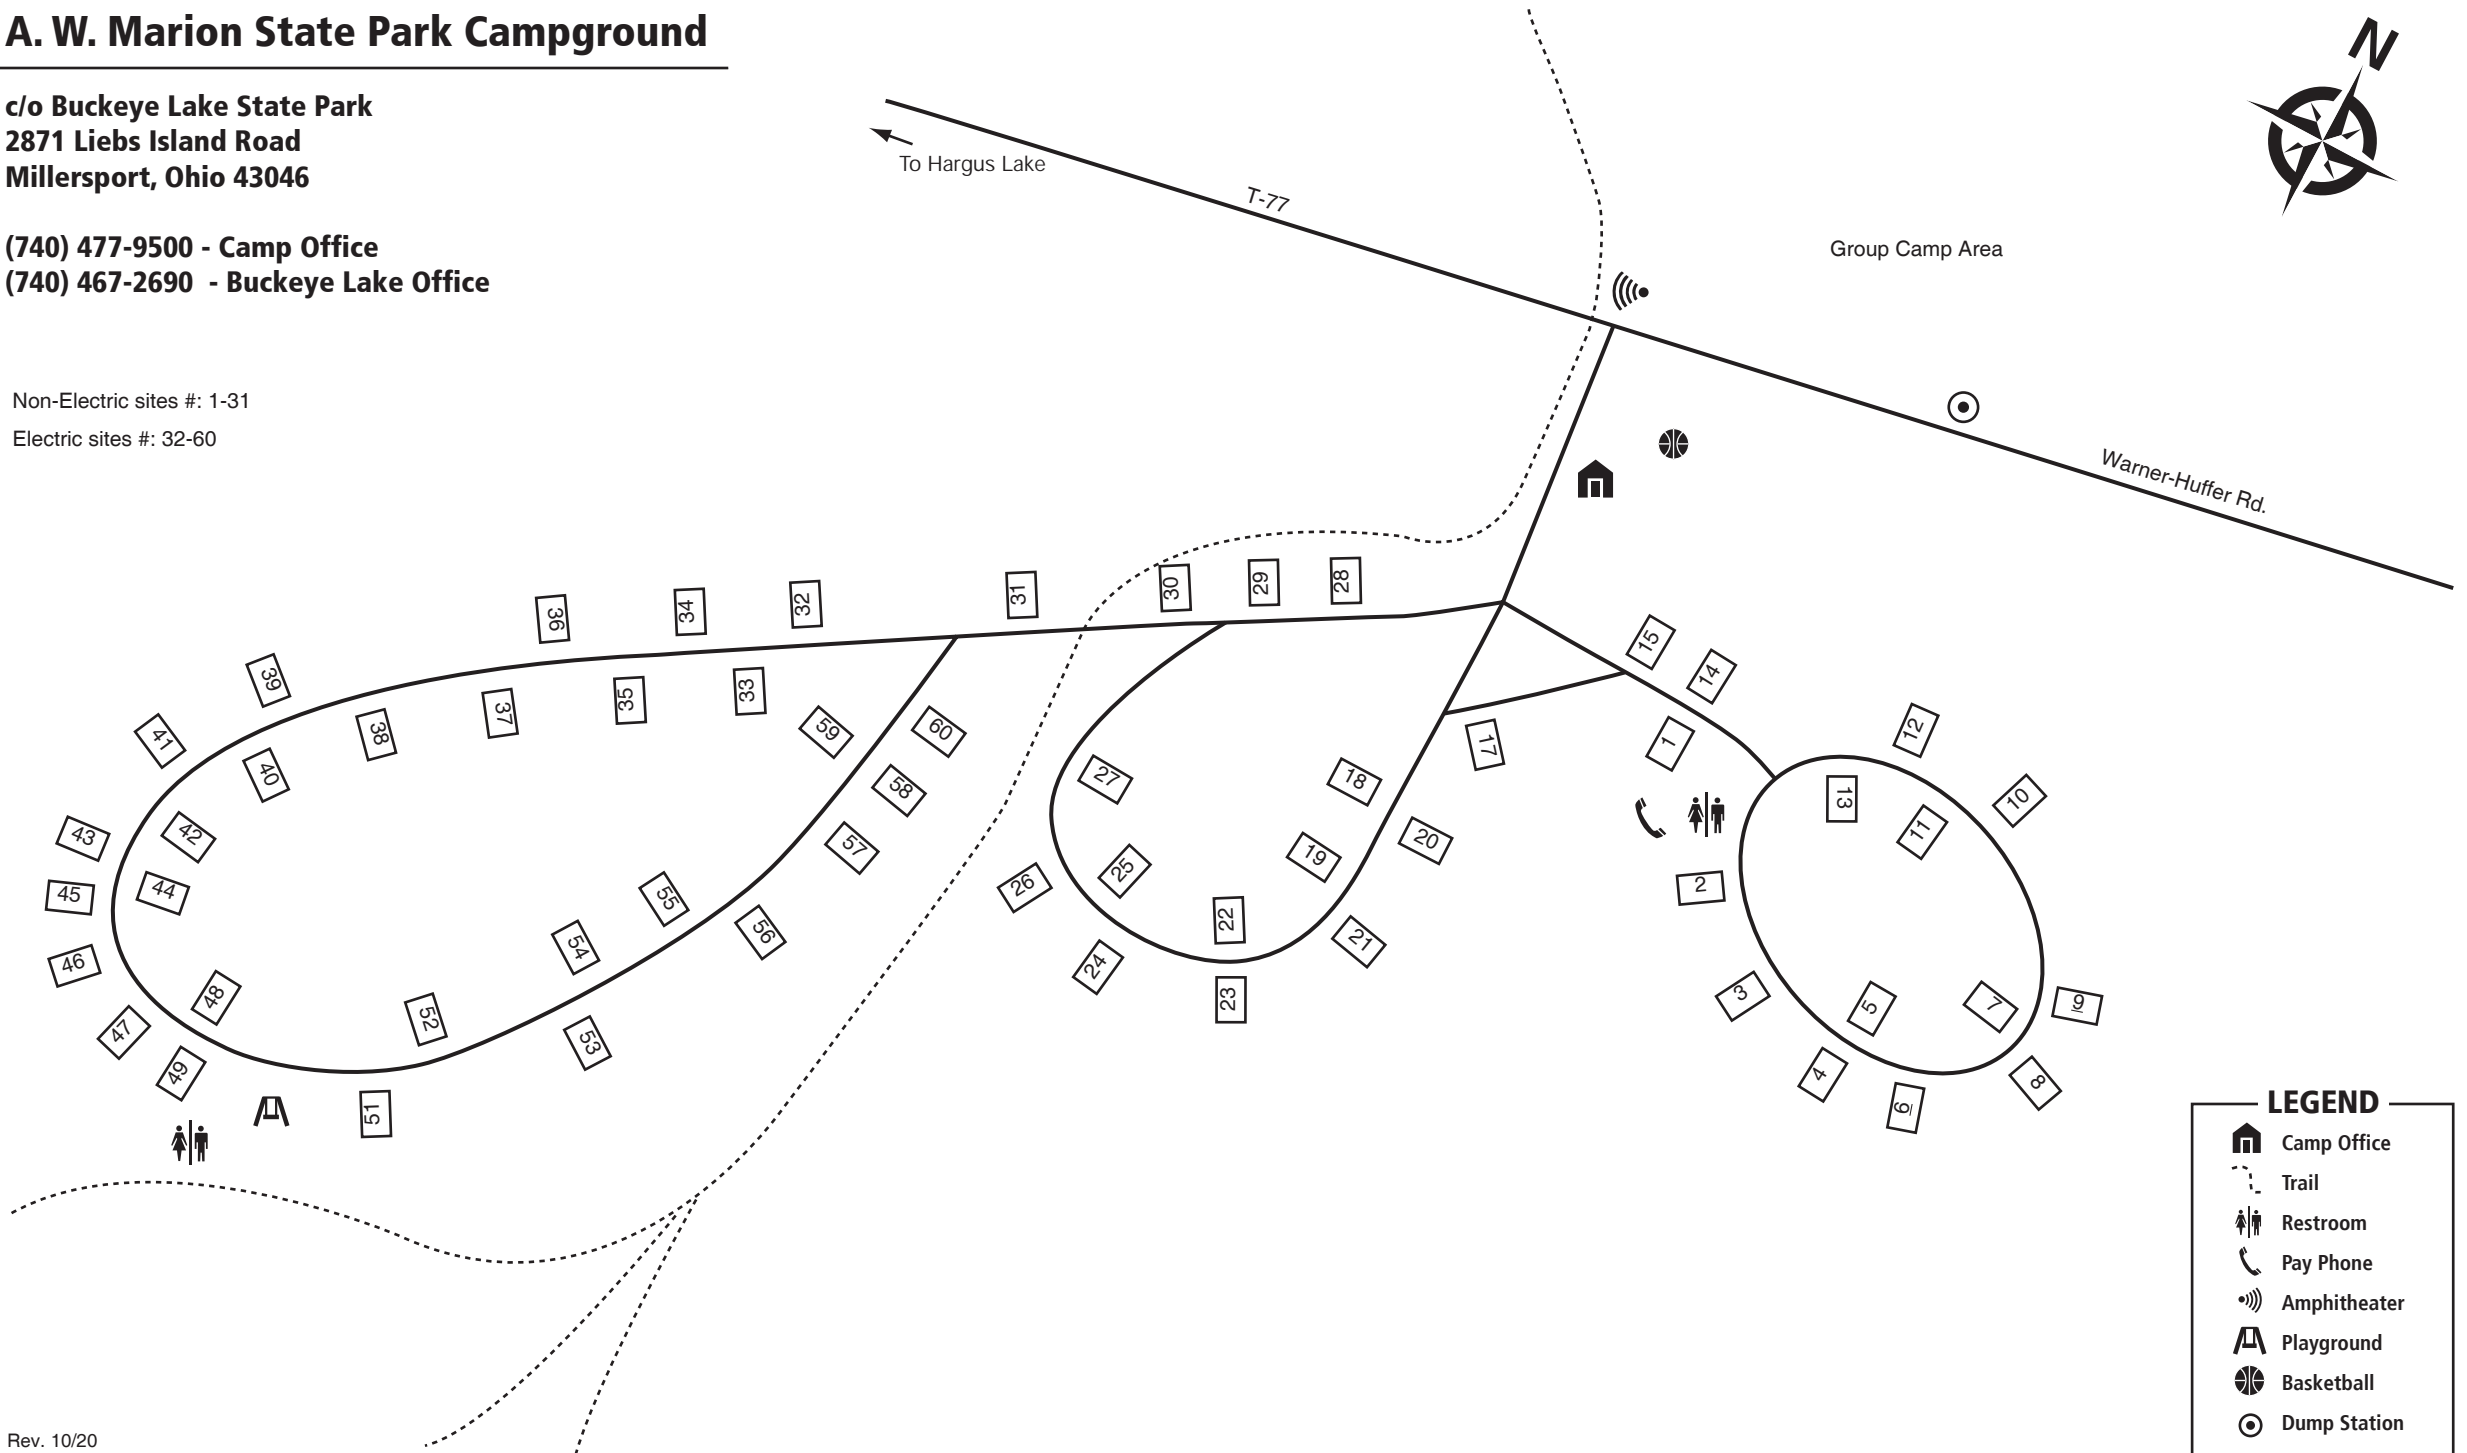 A. W. Marion State Park Campground
c/o Buckeye Lake State Park
2871 Liebs Island Road
Millersport, Ohio 43046
(740) 477-9500 - Camp Office
(740) 467-2690 - Buckeye Lake Office
Non-Electric sites #: 1-31
Electric sites #: 32-60
N
To Hargus Lake
T-77
Group Camp Area
Warner-Huffer Rd.
36
34
32
31
30
29
28
39
38
37
35
33
59
60
41
40
58
57
43
42
45
44
46
48
47
49
51
52
53
54
55
56
27
26
25
24
22
23
18
19
20
21
17
15
14
1
12
13
11
10
2
3
5
7
9
4
6
8
LEGEND
Camp Office
Trail
Restroom
Pay Phone
Amphitheater
Playground
Basketball
Dump Station
Rev. 10/20